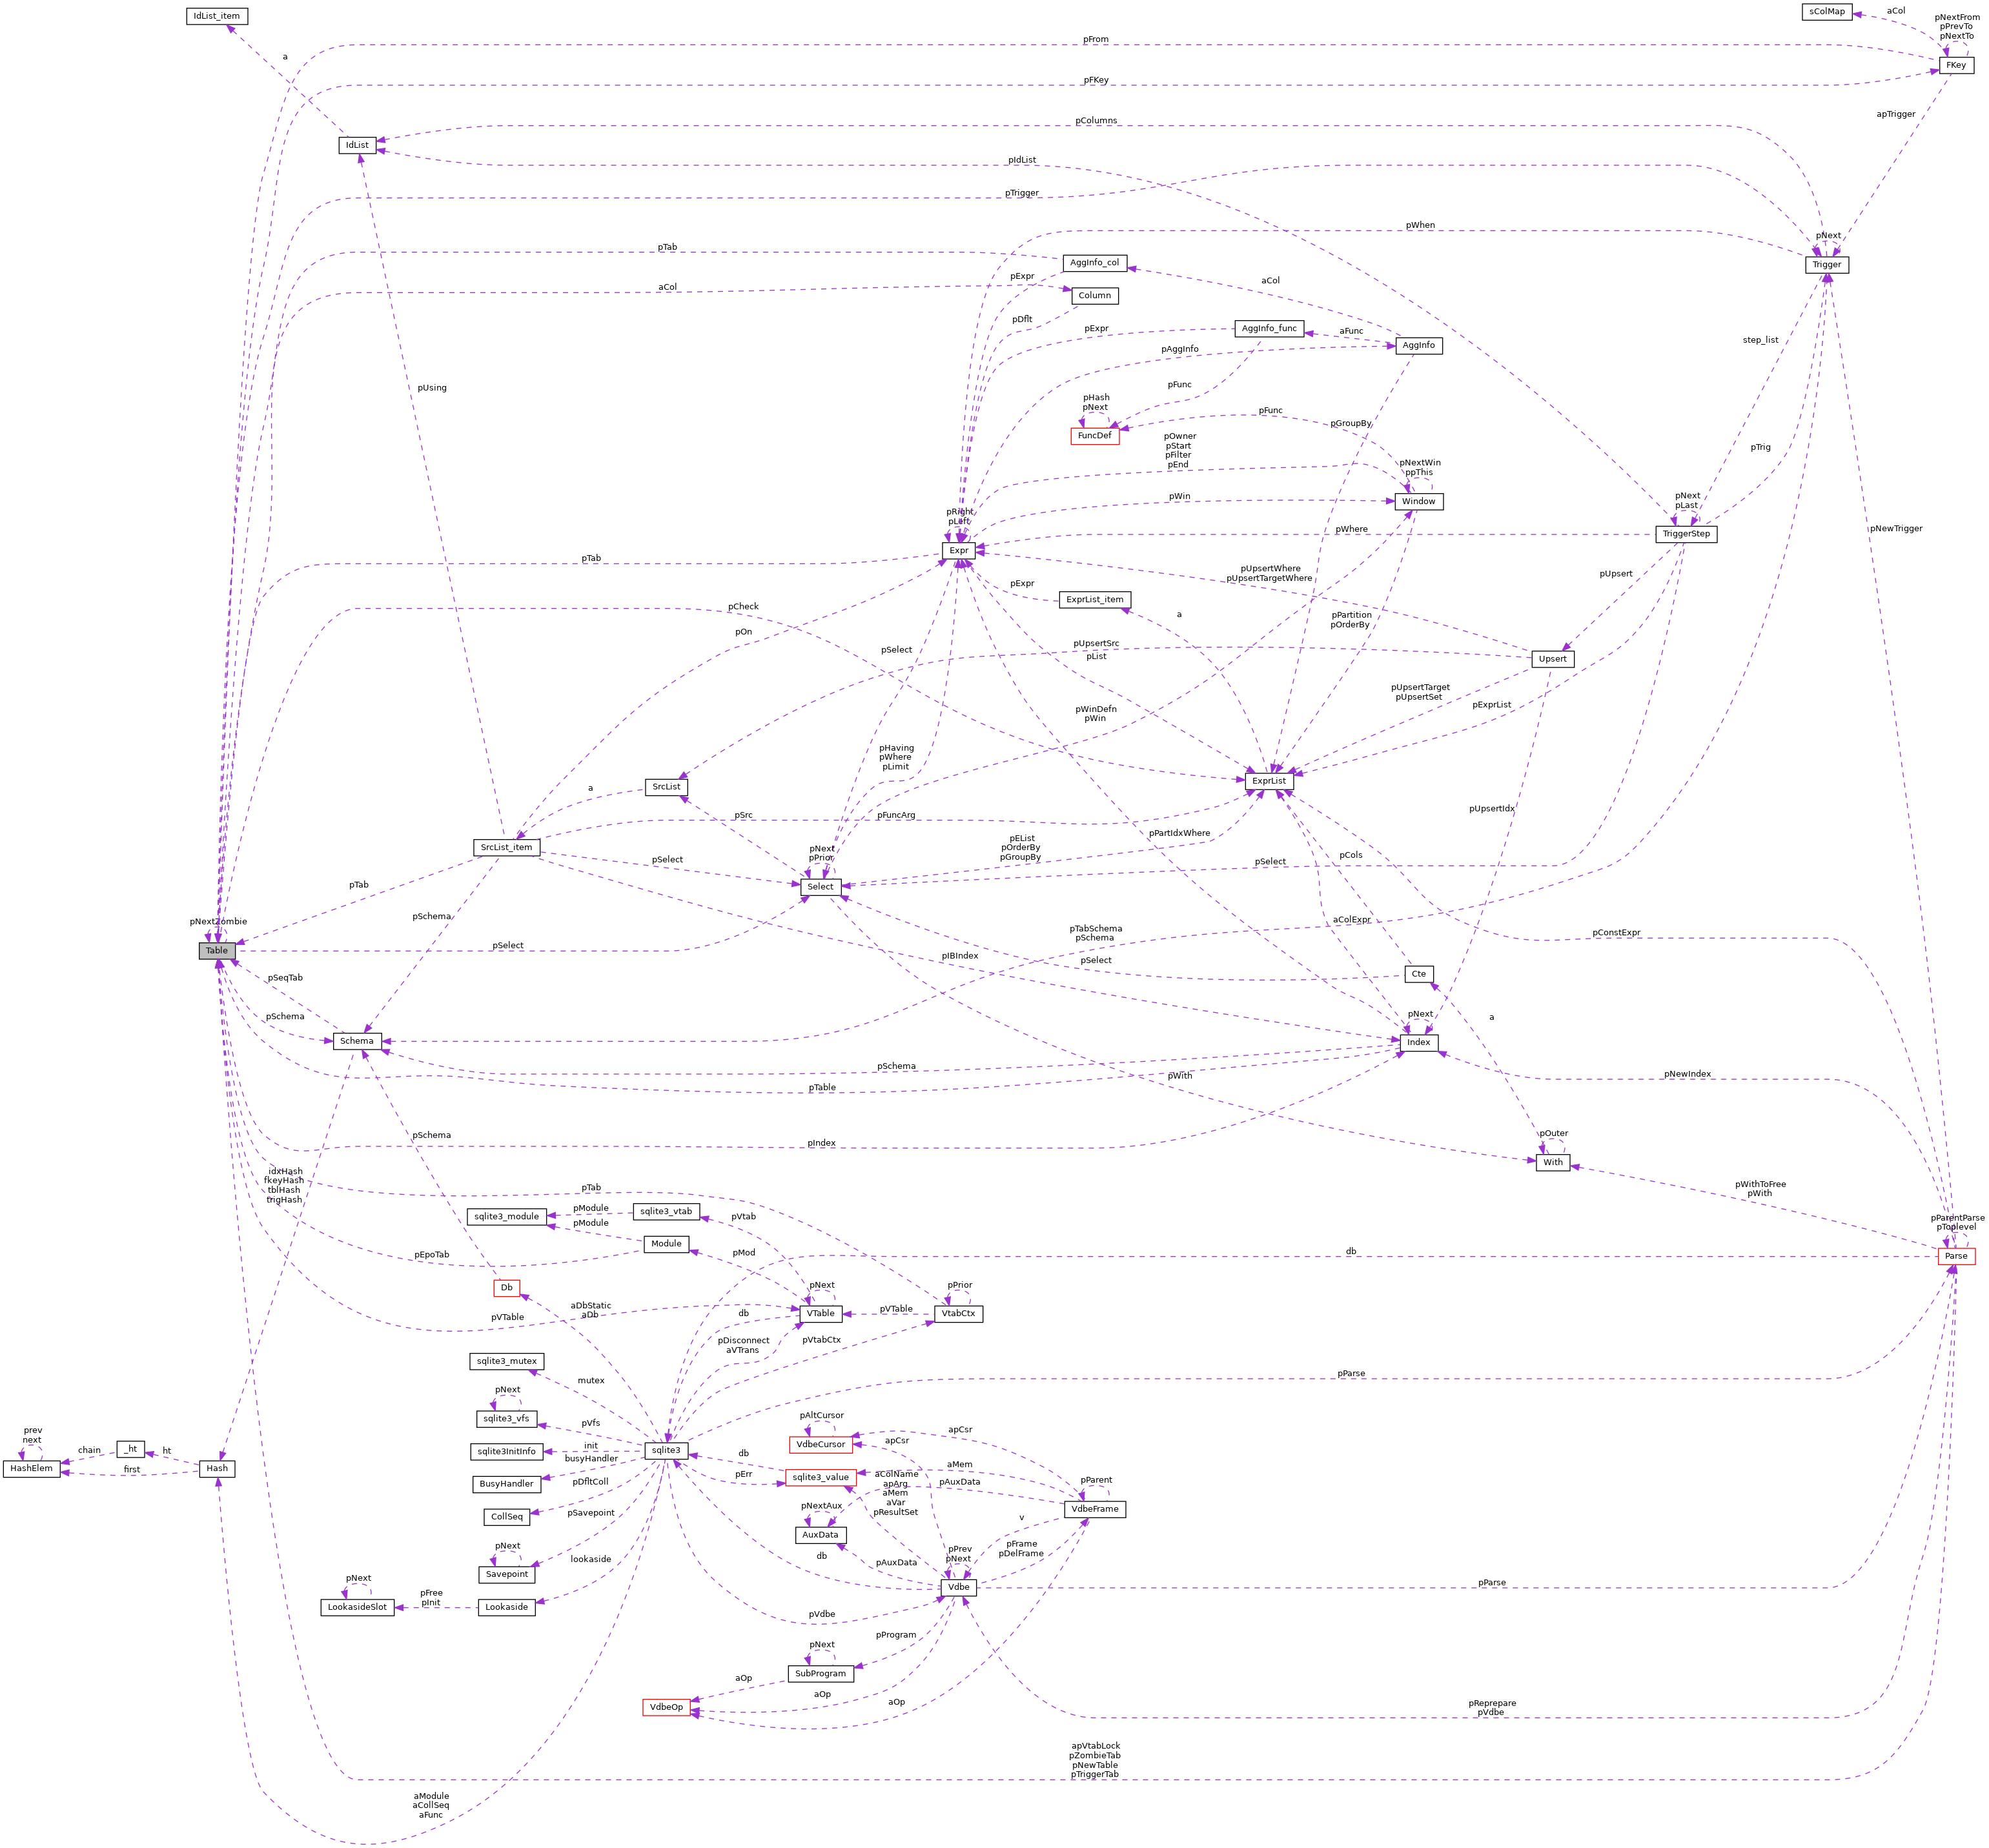 IdList_item
sColMap
aCol
pNextFrom
pPrevTo
pNextTo
pFrom
a
FKey
pFKey
apTrigger
pColumns
IdList
pIdList
pTrigger
pWhen
pNext
Trigger
pTab
AggInfo_col
pExpr
aCol
aCol
Column
pDflt
pExpr
AggInfo_func
aFunc
AggInfo
step_list
pAggInfo
pUsing
pFunc
pHash
pNext
FuncDef
pFunc
pGroupBy
pOwner
pStart
pFilter
pEnd
pTrig
pNextWin
ppThis
Window
pWin
pNext
pLast
TriggerStep
pRight
pLeft
Expr
pWhere
pNewTrigger
pTab
pUpsertWhere
pUpsertTargetWhere
pUpsert
pExpr
ExprList_item
pCheck
a
pPartition
pOrderBy
pOn
pSelect
pUpsertSrc
pList
Upsert
pUpsertTarget
pUpsertSet
pExprList
pWinDefn
pWin
pHaving
pWhere
pLimit
ExprList
SrcList
a
pSrc
pFuncArg
pUpsertIdx
pPartIdxWhere
SrcList_item
pEList
pOrderBy
pGroupBy
pNext
pPrior
pSelect
pCols
pSelect
Select
pTab
pSchema
aColExpr
pNextZombie
Table
pSelect
pTabSchema
pSchema
pConstExpr
pIBIndex
pSelect
Cte
pSeqTab
pSchema
Schema
pNext
Index
a
pSchema
pTable
pWith
pNewIndex
pSchema
pIndex
pOuter
With
idxHash
fkeyHash
tblHash
trigHash
pTab
pWithToFree
pWith
sqlite3_module
pModule
pModule
sqlite3_vtab
pVtab
Module
pMod
pParentParse
pToplevel
Parse
pEpoTab
db
Db
aDbStatic
aDb
pNext
VTable
pVTable
pPrior
VtabCtx
pVTable
db
pDisconnect
aVTrans
pVtabCtx
sqlite3_mutex
mutex
pParse
pNext
sqlite3_vfs
pVfs
pAltCursor
VdbeCursor
apCsr
apCsr
prev
next
HashElem
chain
_ht
ht
first
Hash
sqlite3InitInfo
init
busyHandler
sqlite3
BusyHandler
pDfltColl
db
pErr
sqlite3_value
aMem
aColName
apArg
aMem
aVar
pResultSet
pAuxData
pParent
VdbeFrame
CollSeq
pSavepoint
pNextAux
AuxData
v
pNext
Savepoint
lookaside
db
pAuxData
pPrev
pNext
Vdbe
pFrame
pDelFrame
pParse
pNext
LookasideSlot
pFree
pInit
Lookaside
pVdbe
pProgram
pNext
SubProgram
aOp
VdbeOp
aOp
aOp
pReprepare
pVdbe
apVtabLock
pZombieTab
pNewTable
pTriggerTab
aModule
aCollSeq
aFunc